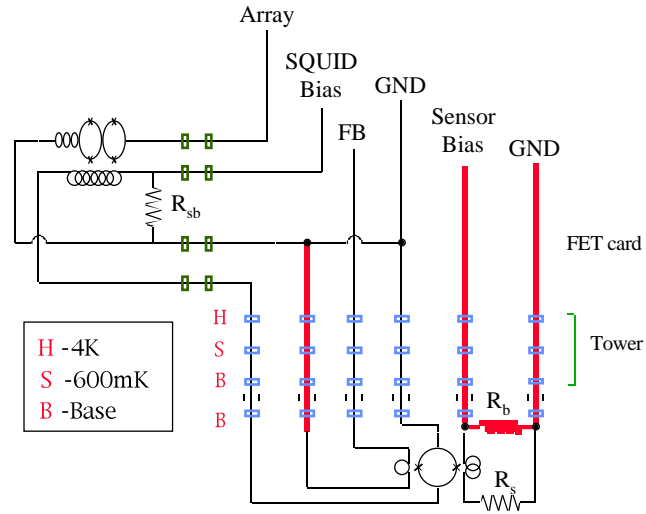 Array
SQUID
Bias
GND
FB
Sensor
Bias
GND
R_sb
FET card
H
S
B
B
Tower
H -4K
S -600mK
B -Base
R_b
R_s